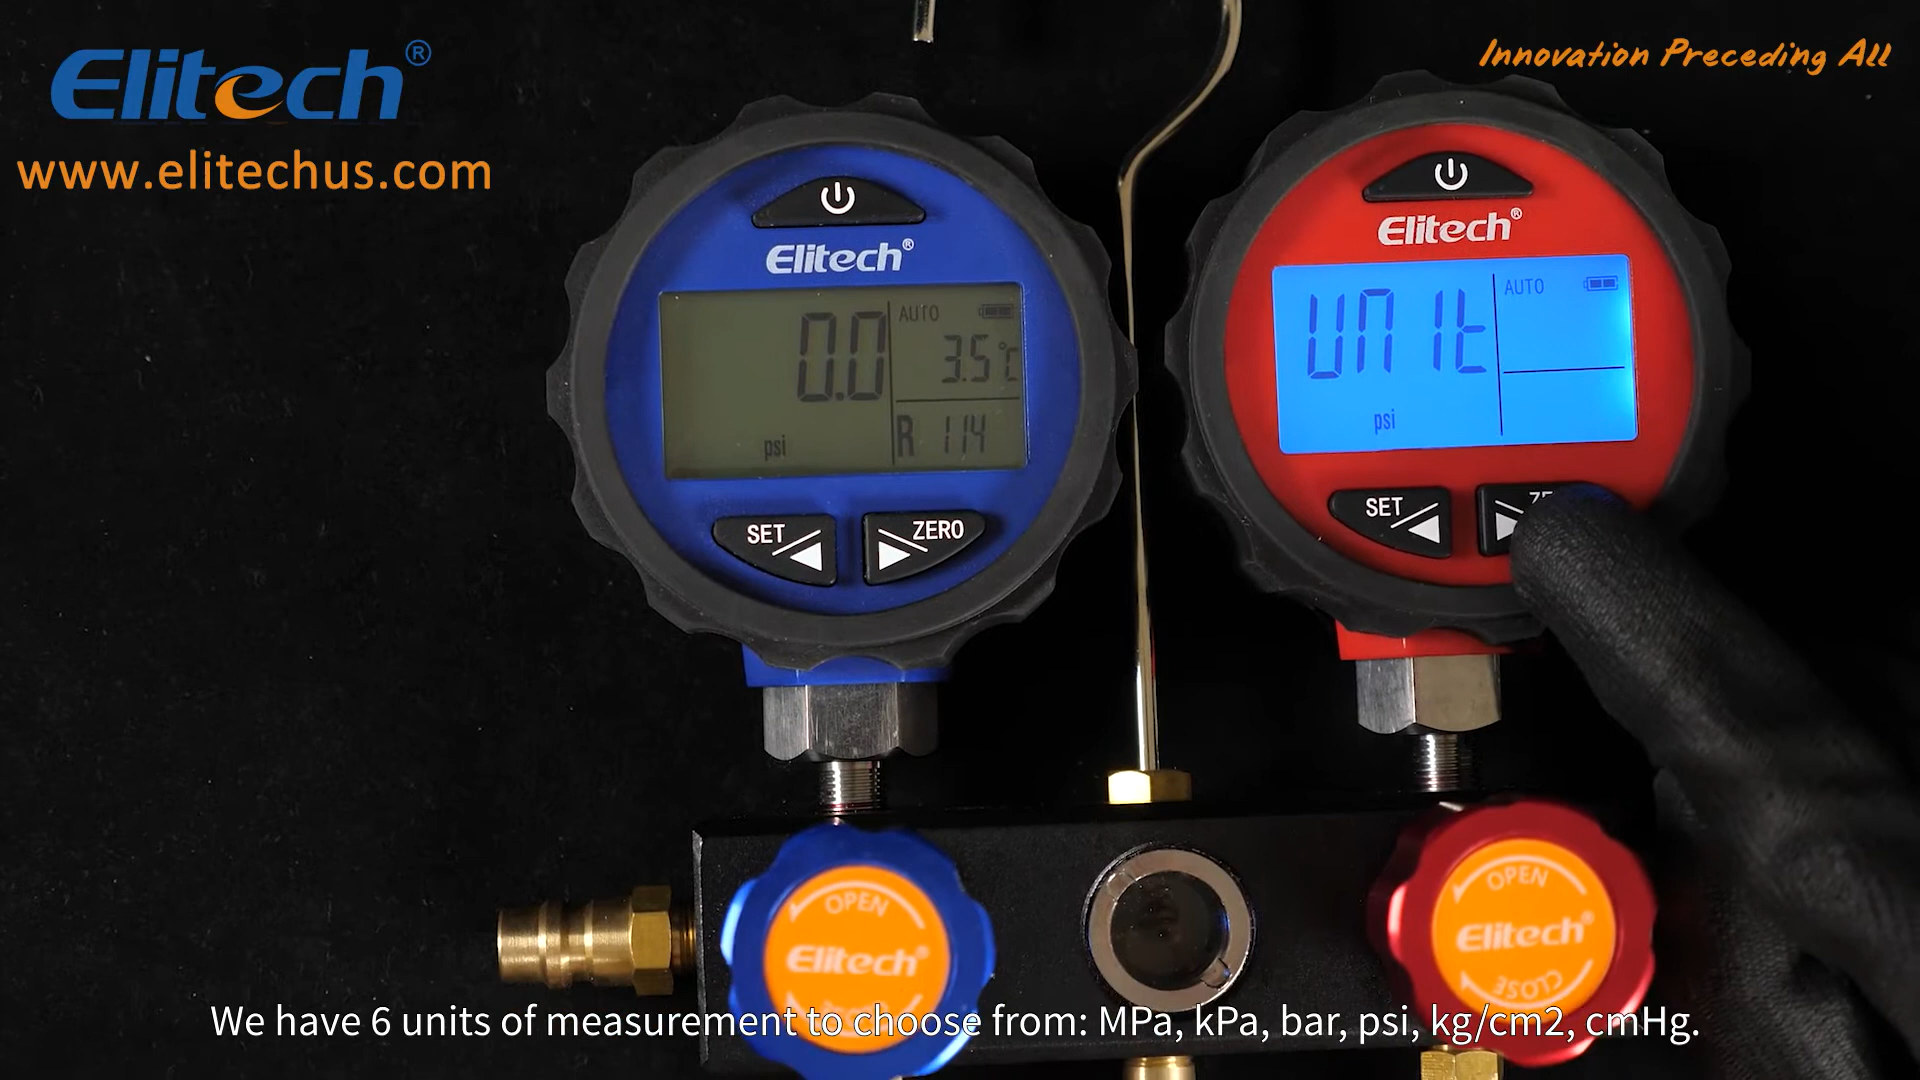 Elitech®
www.elitechus.com
Innovation Preceding All
Elitech®
0.0
AUTO
3.5°C
psi
R 114
SET
ZERO
Elitech®
UNIt
AUTO
psi
SET
OPEN
Elitech®
OPEN
Elitech®
CLOSE
We have 6 units of measurement to choose from: MPa, kPa, bar, psi, kg/cm2, cmHg.